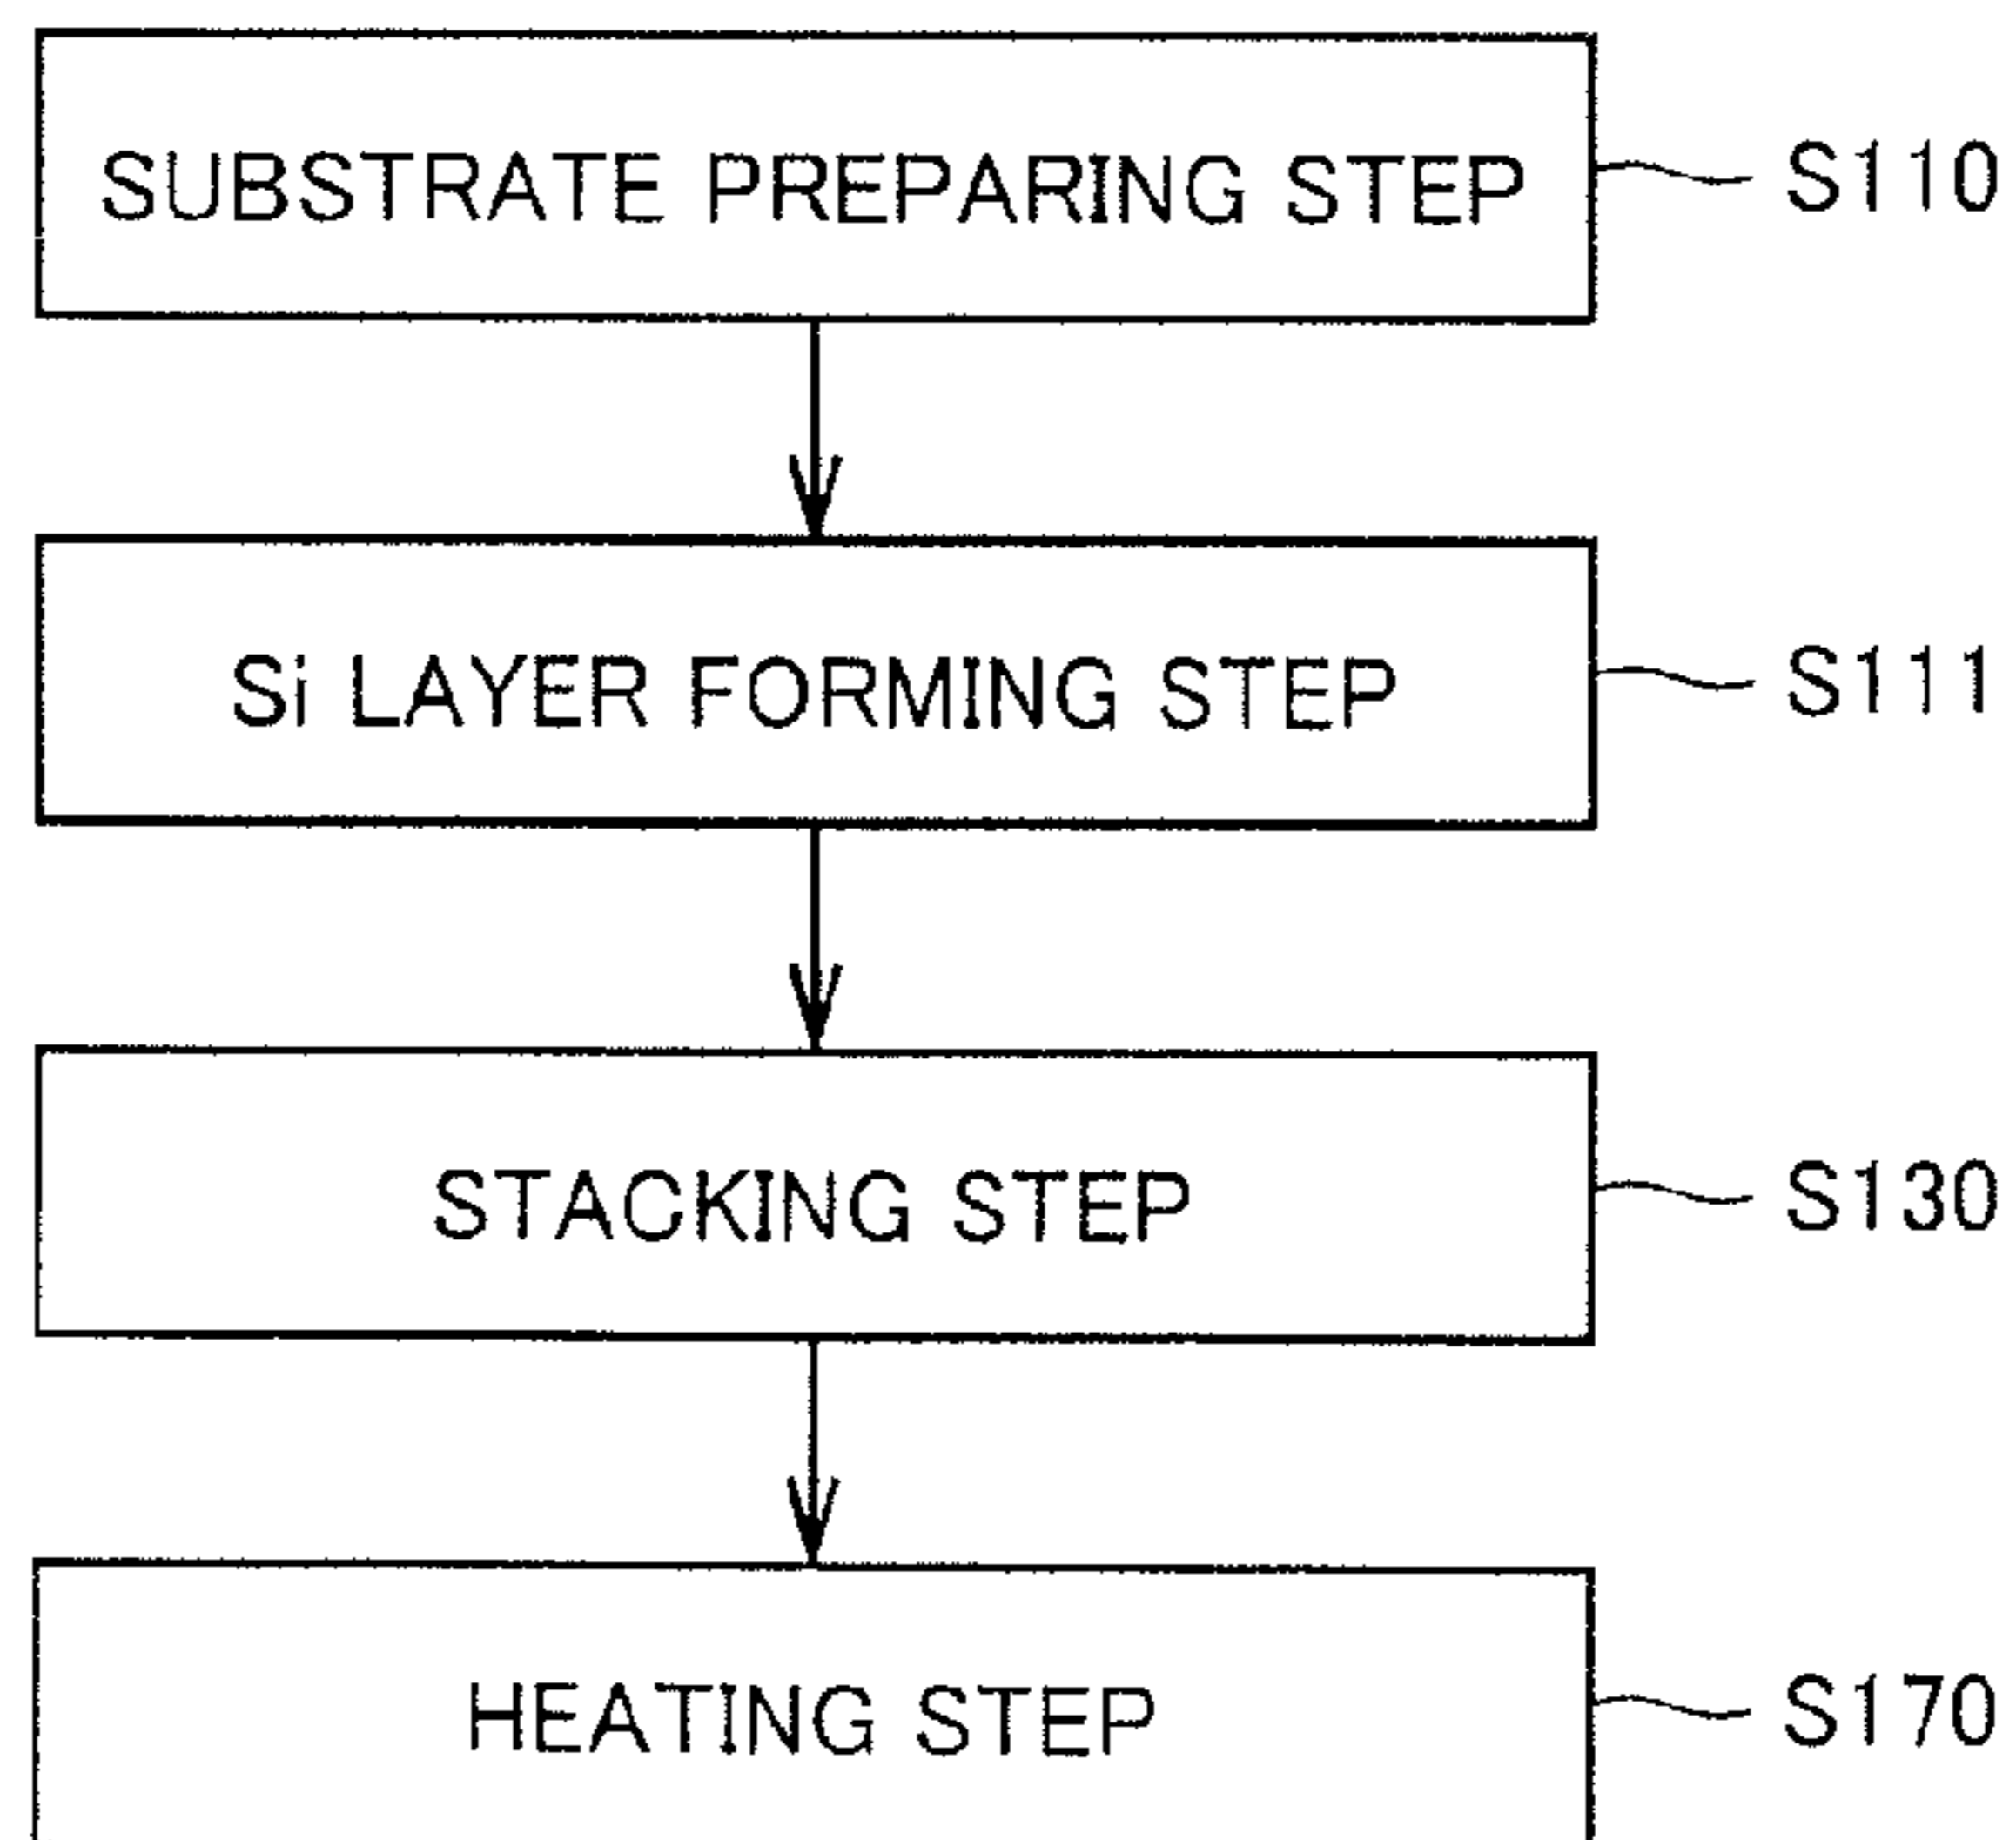 SUBSTRATE PREPARING STEP S110
Si LAYER FORMING STEP S111
STACKING STEP S130
HEATING STEP S170